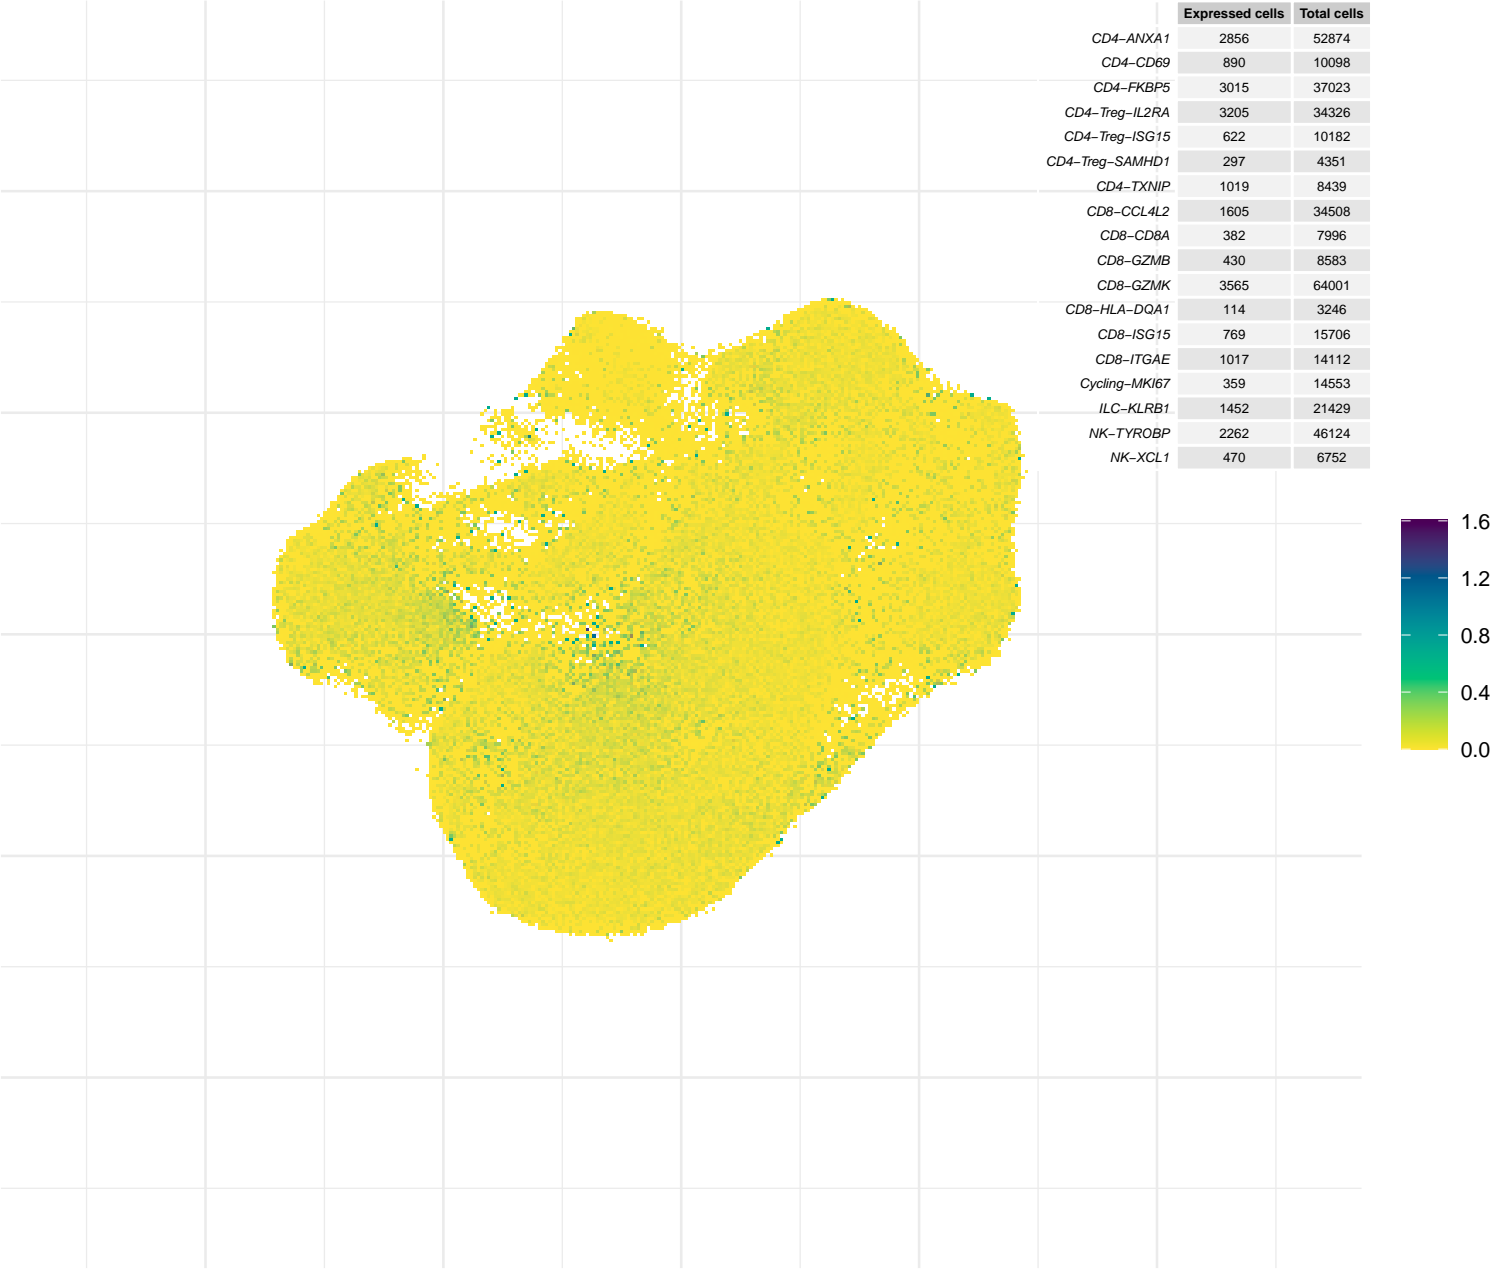 Expressed cells Total cells
CD4−ANXA1 2856 52874
CD4−CD69 890 10098
CD4−FKBP5 3015 37023
CD4−Treg−IL2RA 3205 34326
CD4−Treg−ISG15 622 10182
CD4−Treg−SAMHD1 297 4351
CD4−TXNIP 1019 8439
CD8−CCL4L2 1605 34508
CD8−CD8A 382 7996
CD8−GZMB 430 8583
CD8−GZMK 3565 64001
CD8−HLA−DQA1 114 3246
CD8−ISG15 769 15706
CD8−ITGAE 1017 14112
Cycling−MKI67 359 14553
ILC−KLRB1 1452 21429
NK−TYROBP 2262 46124
NK−XCL1 470 6752
1.6
1.2
0.8
0.4
0.0